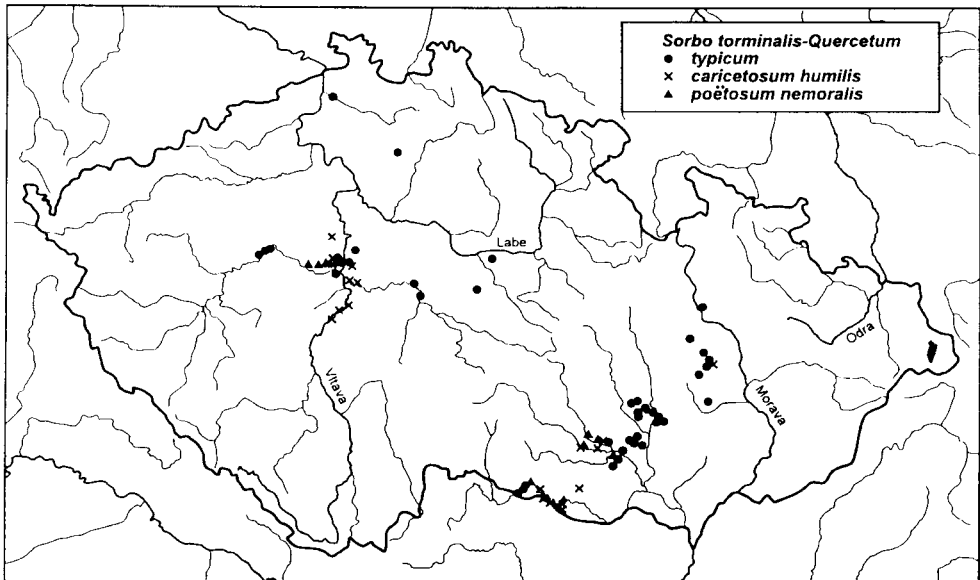 Sorbo torminalis-Quercetum
typicum
caricetosum humilis
poëtosum nemoralis
Labe
Odra
Vltava
Morava